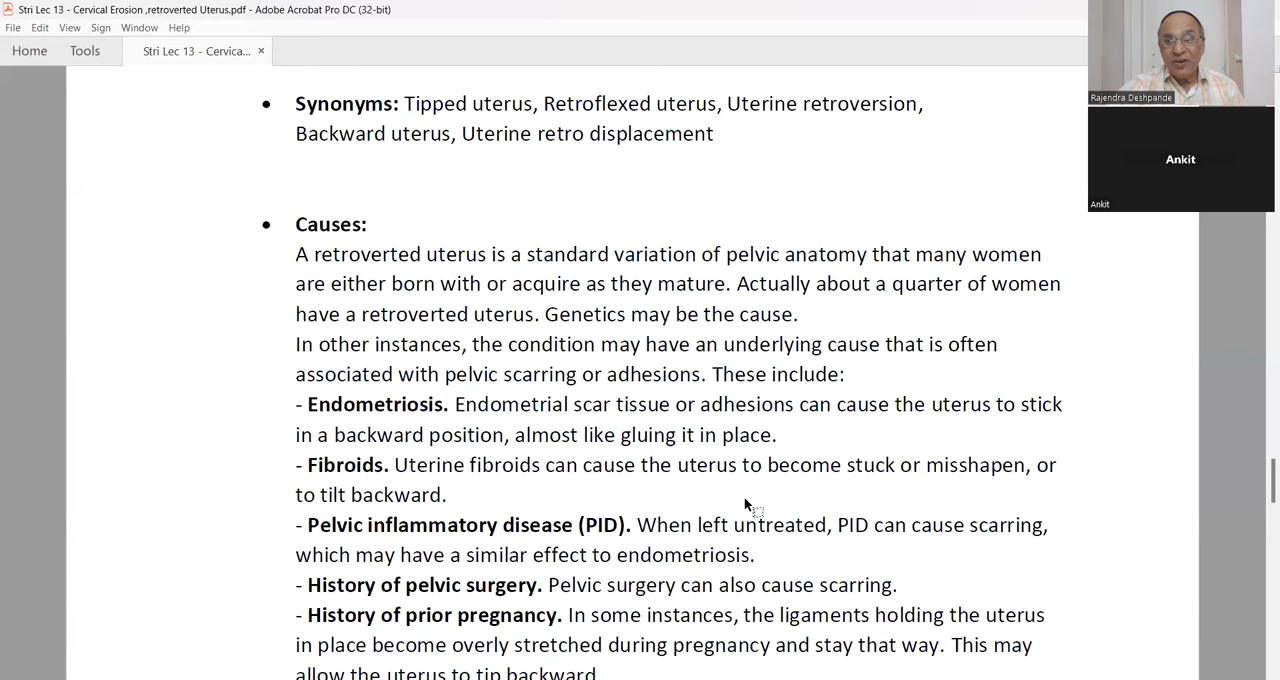 Stri Lec 13 - Cervical Erosion ,retroverted Uterus.pdf - Adobe Acrobat Pro DC (32-bit)
File Edit View Sign Window Help
Home Tools Stri Lec 13 - Cervica... ×
Rajendra Deshpande
Ankit
Ankit
• Synonyms: Tipped uterus, Retroflexed uterus, Uterine retroversion,
Backward uterus, Uterine retro displacement
• Causes:
A retroverted uterus is a standard variation of pelvic anatomy that many women
are either born with or acquire as they mature. Actually about a quarter of women
have a retroverted uterus. Genetics may be the cause.
In other instances, the condition may have an underlying cause that is often
associated with pelvic scarring or adhesions. These include:
- Endometriosis. Endometrial scar tissue or adhesions can cause the uterus to stick
in a backward position, almost like gluing it in place.
- Fibroids. Uterine fibroids can cause the uterus to become stuck or misshapen, or
to tilt backward.
- Pelvic inflammatory disease (PID). When left untreated, PID can cause scarring,
which may have a similar effect to endometriosis.
- History of pelvic surgery. Pelvic surgery can also cause scarring.
- History of prior pregnancy. In some instances, the ligaments holding the uterus
in place become overly stretched during pregnancy and stay that way. This may
allow the uterus to tip backward.